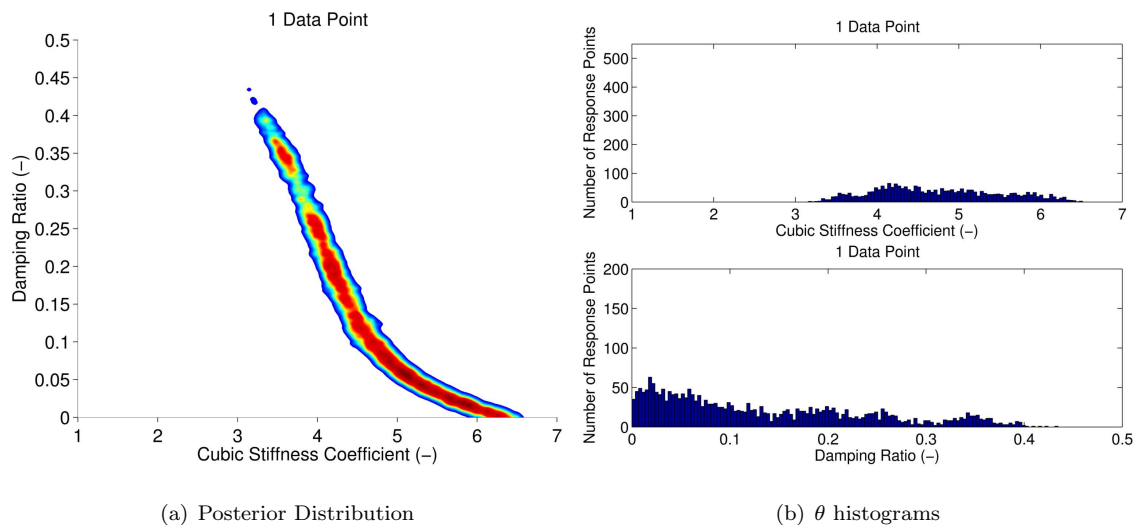 1 Data Point
0.5
0.45
0.4
0.35
0.3
0.25
0.2
0.15
0.1
0.05
0
Damping Ratio (−)
1 2 3 4 5 6 7
Cubic Stiffness Coefficient (−)
(a) Posterior Distribution
1 Data Point
500
400
300
200
100
0
Number of Response Points
1 2 3 4 5 6 7
Cubic Stiffness Coefficient (−)
1 Data Point
200
150
100
50
0
Number of Response Points
0 0.1 0.2 0.3 0.4 0.5
Damping Ratio (−)
(b) θ histograms